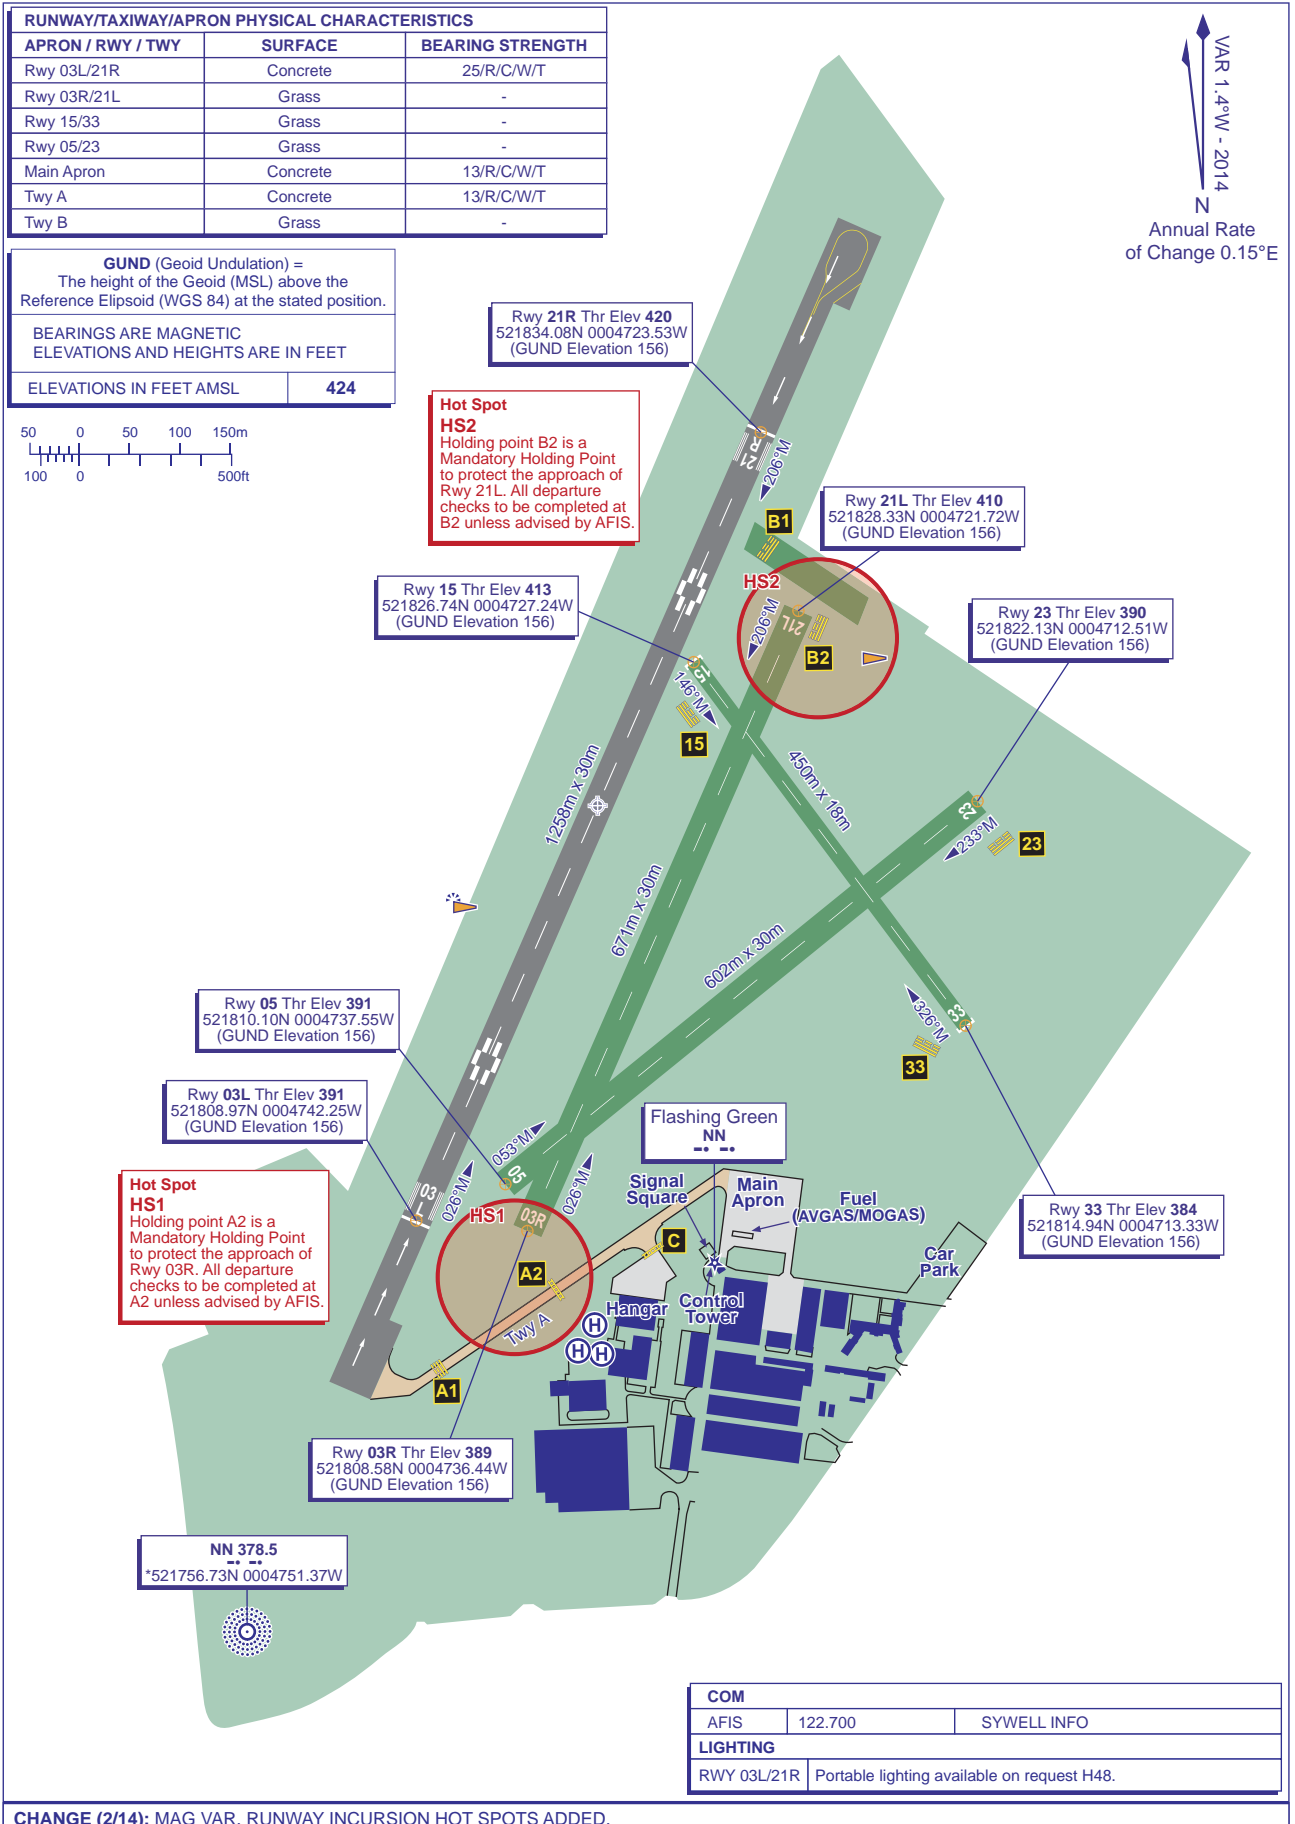 RUNWAY/TAXIWAY/APRON PHYSICAL CHARACTERISTICS
APRON / RWY / TWY SURFACE BEARING STRENGTH
Rwy 03L/21R Concrete 25/R/C/W/T
Rwy 03R/21L Grass -
Rwy 15/33 Grass -
Rwy 05/23 Grass -
Main Apron Concrete 13/R/C/W/T
Twy A Concrete 13/R/C/W/T
Twy B Grass -
VAR 1.4°W - 2014
N
Annual Rate
of Change 0.15°E
GUND (Geoid Undulation) =
The height of the Geoid (MSL) above the
Reference Elipsoid (WGS 84) at the stated position.
BEARINGS ARE MAGNETIC
ELEVATIONS AND HEIGHTS ARE IN FEET
ELEVATIONS IN FEET AMSL 424
50 0 50 100 150m
100 0 500ft
Rwy 21R Thr Elev 420
521834.08N 0004723.53W
(GUND Elevation 156)
Hot Spot
HS2
Holding point B2 is a
Mandatory Holding Point
to protect the approach of
Rwy 21L. All departure
checks to be completed at
B2 unless advised by AFIS.
21R
206°M
Rwy 21L Thr Elev 410
521828.33N 0004721.72W
(GUND Elevation 156)
B1
HS2
206°M
21L
B2
Rwy 15 Thr Elev 413
521826.74N 0004727.24W
(GUND Elevation 156)
Rwy 23 Thr Elev 390
521822.13N 0004712.51W
(GUND Elevation 156)
15
146°M
15
1258m x 30m
450m x 18m
23
233°M
23
671m x 30m
602m x 30m
Rwy 05 Thr Elev 391
521810.10N 0004737.55W
(GUND Elevation 156)
33
326°M
33
Rwy 03L Thr Elev 391
521808.97N 0004742.25W
(GUND Elevation 156)
Flashing Green
NN
053°M
05
Hot Spot
HS1
Holding point A2 is a
Mandatory Holding Point
to protect the approach of
Rwy 03R. All departure
checks to be completed at
A2 unless advised by AFIS.
03L
026°M
HS1
03R
026°M
Signal
Square
Main
Apron
Fuel
(AVGAS/MOGAS)
Rwy 33 Thr Elev 384
521814.94N 0004713.33W
(GUND Elevation 156)
C
A2
Car
Park
Hangar
Control
Tower
Twy A
H
H
H
A1
Rwy 03R Thr Elev 389
521808.58N 0004736.44W
(GUND Elevation 156)
NN 378.5
*521756.73N 0004751.37W
COM
AFIS 122.700 SYWELL INFO
LIGHTING
RWY 03L/21R Portable lighting available on request H48.
CHANGE (2/14): MAG VAR. RUNWAY INCURSION HOT SPOTS ADDED.